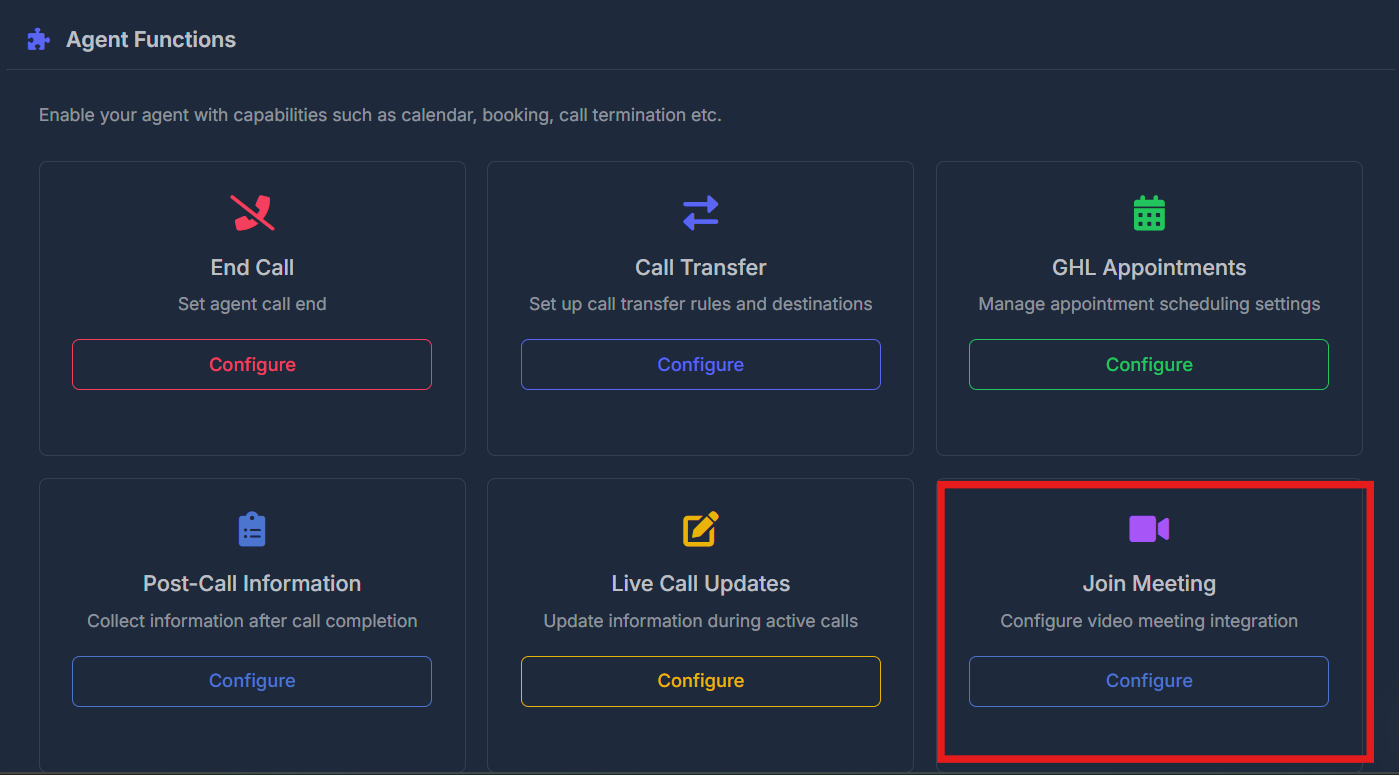 Agent Functions
Enable your agent with capabilities such as calendar, booking, call termination etc.
End Call
Set agent call end
Configure
Call Transfer
Set up call transfer rules and destinations
Configure
GHL Appointments
Manage appointment scheduling settings
Configure
Post-Call Information
Collect information after call completion
Configure
Live Call Updates
Update information during active calls
Configure
Join Meeting
Configure video meeting integration
Configure